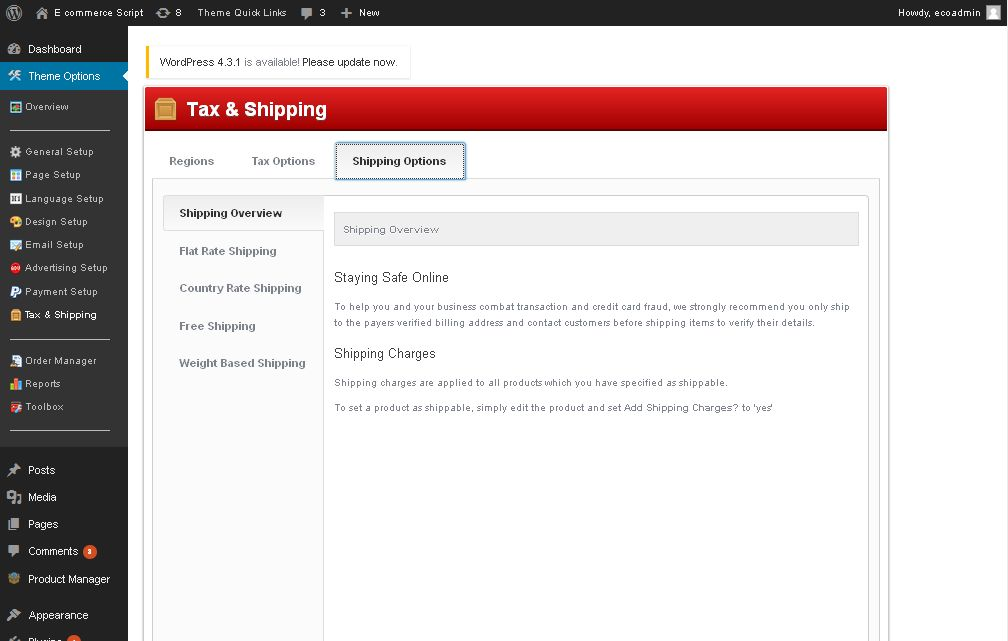 E commerce Script 8 Theme Quick Links 3 New Howdy, ecoadmin
Dashboard
Theme Options
Overview
General Setup
Page Setup
Language Setup
Design Setup
Email Setup
Advertising Setup
Payment Setup
Tax & Shipping
Order Manager
Reports
Toolbox
Posts
Media
Pages
Comments 3
Product Manager
Appearance
Plugins
WordPress 4.3.1 is available! Please update now.
Tax & Shipping
Regions Tax Options Shipping Options
Shipping Overview
Flat Rate Shipping
Country Rate Shipping
Free Shipping
Weight Based Shipping
Shipping Overview
Staying Safe Online
To help you and your business combat transaction and credit card fraud, we strongly recommend you only ship
to the payers verified billing address and contact customers before shipping items to verify their details.
Shipping Charges
Shipping charges are applied to all products which you have specified as shippable.
To set a product as shippable, simply edit the product and set Add Shipping Charges? to 'yes'